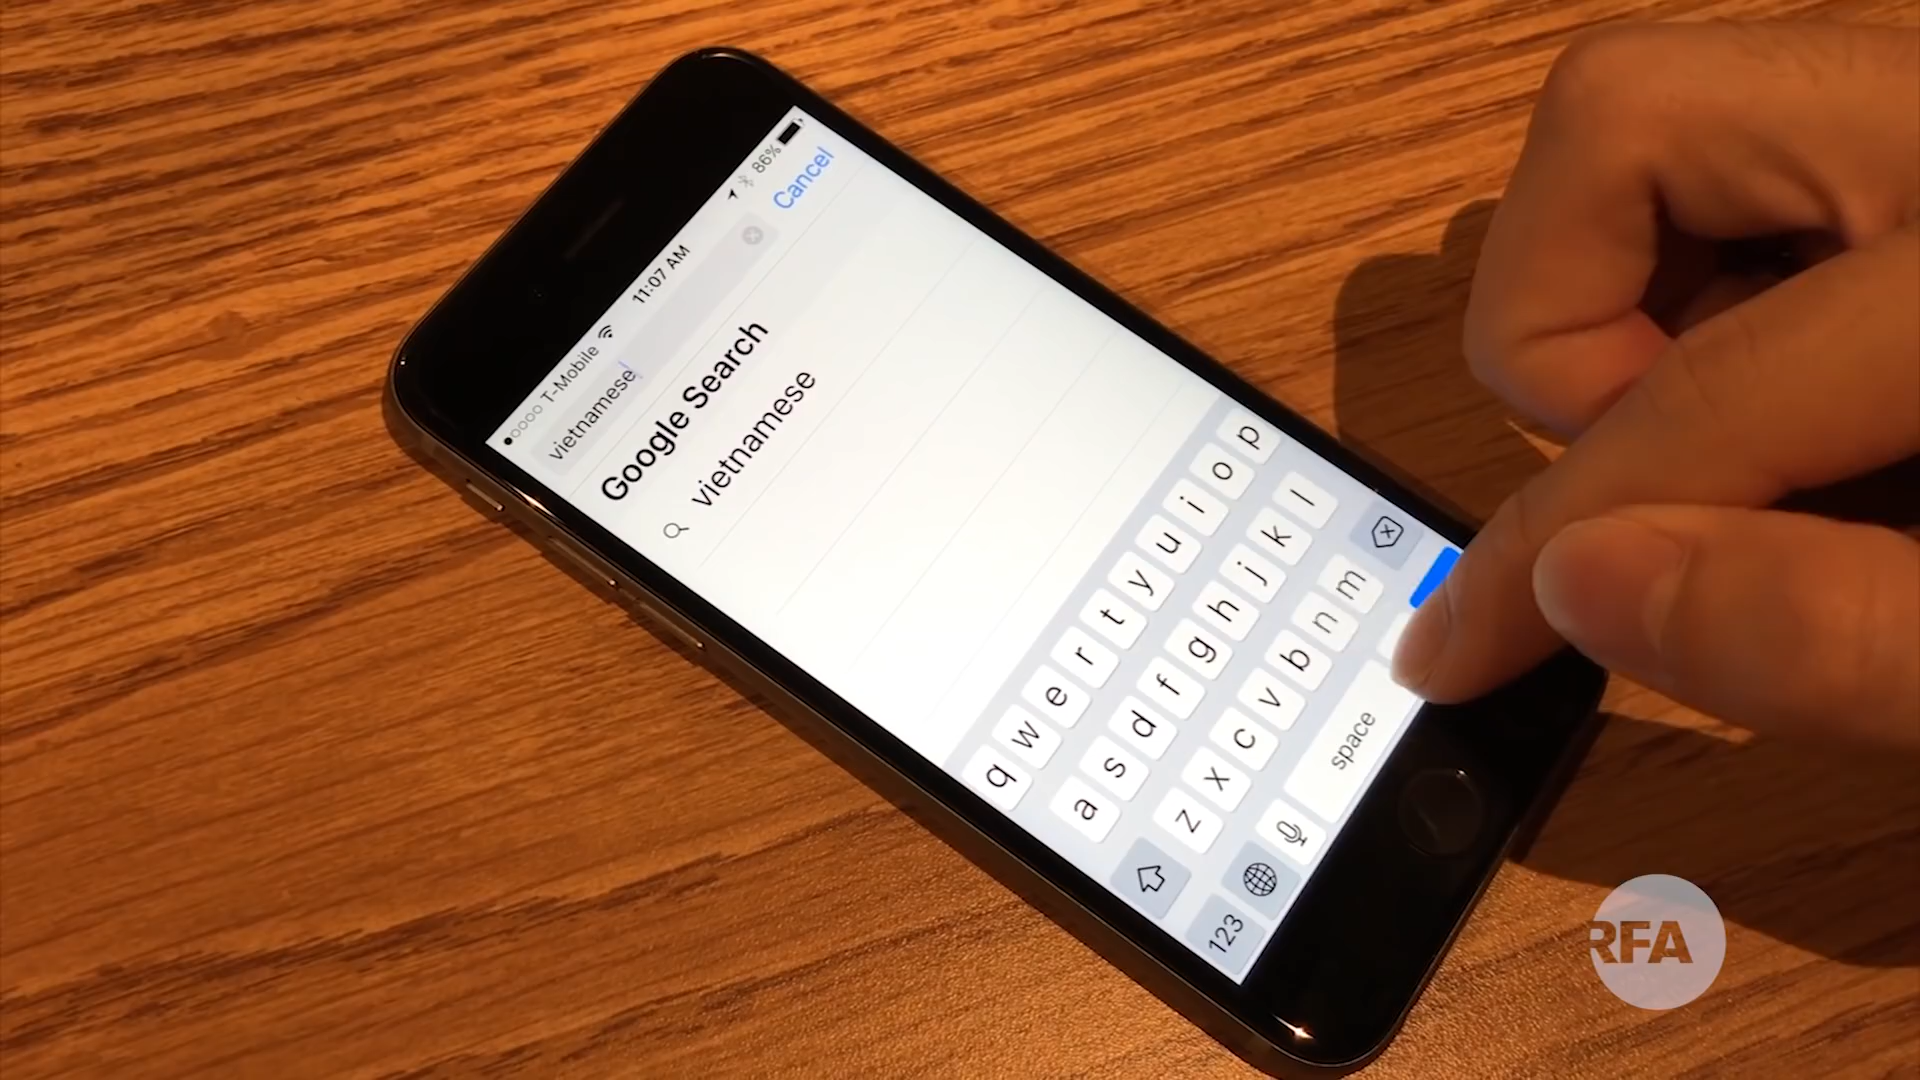 T-Mobile 11:07 AM 86%
vietnamese
Cancel
Google Search
vietnamese
q w e r t y u i o p
a s d f g h j k l
z x c v b n m
123 space
RFA